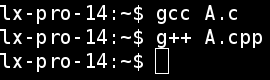 lx-pro-14:~$ gcc A.c
lx-pro-14:~$ g++ A.cpp
lx-pro-14:~$